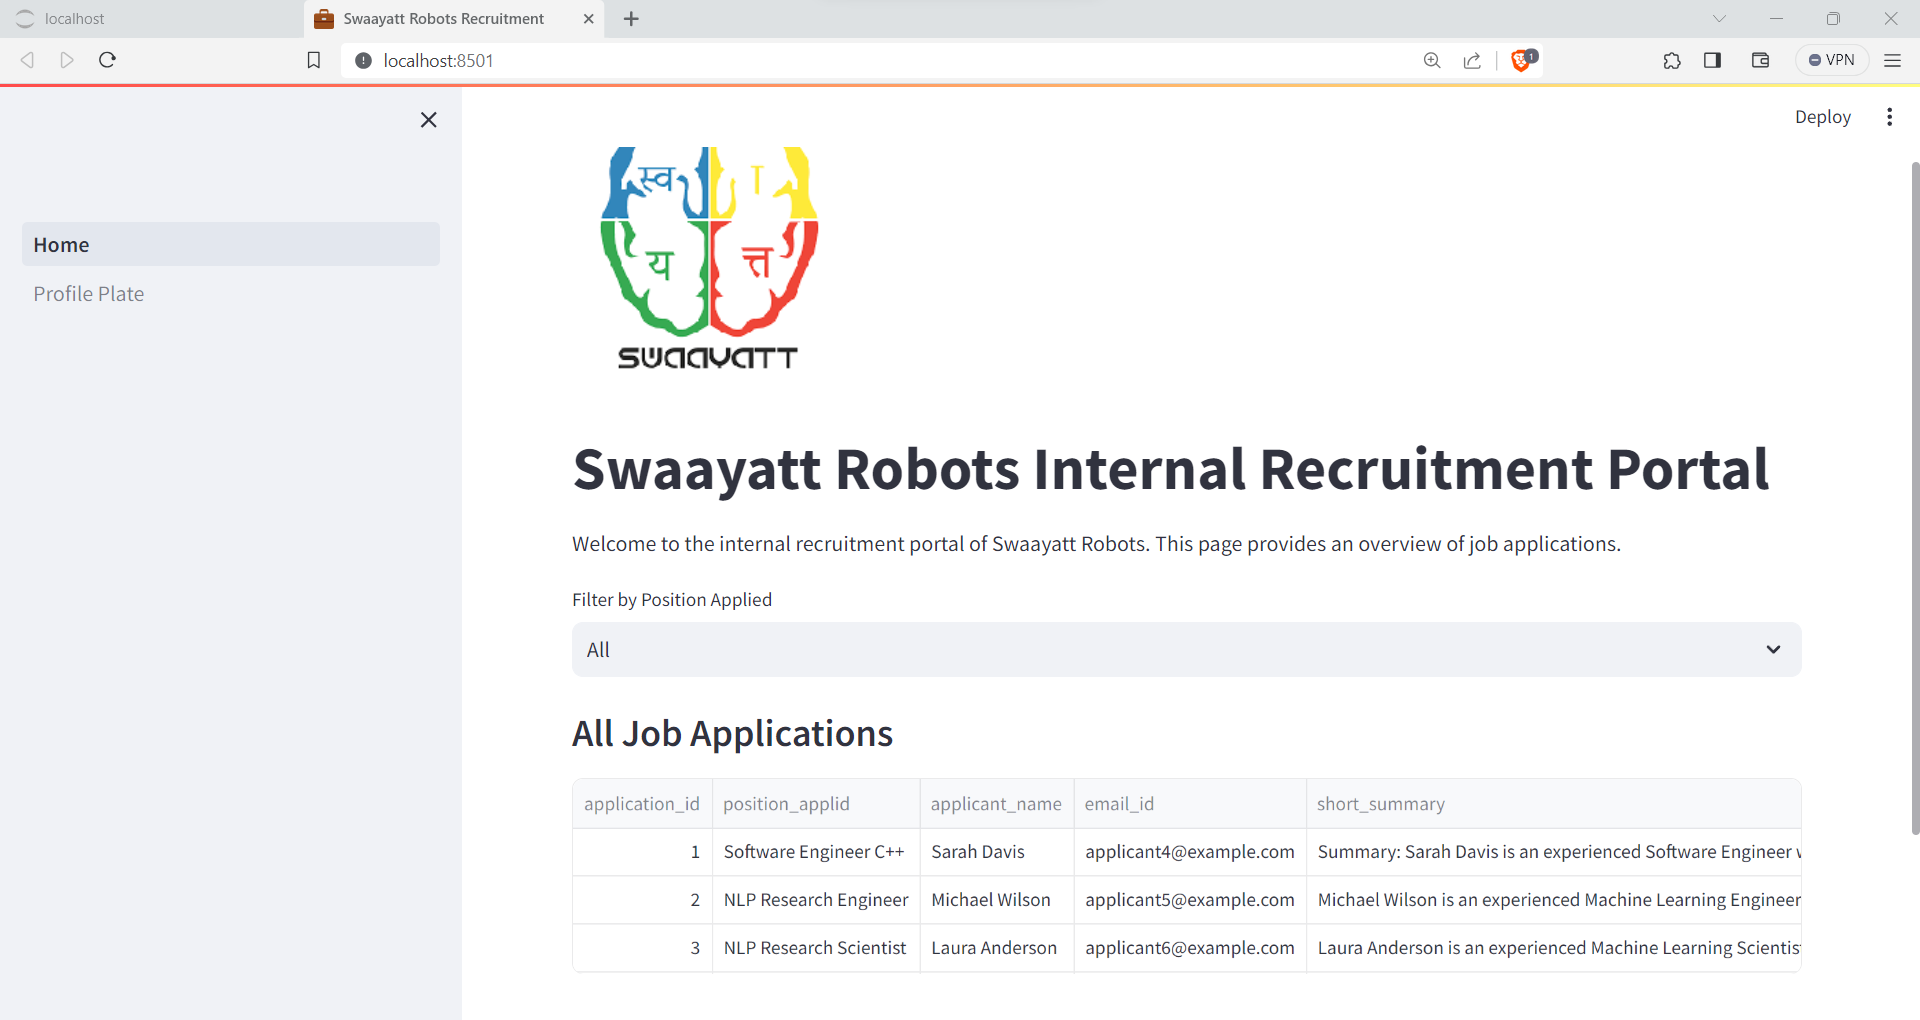 localhost
Swaayatt Robots Recruitment
localhost:8501
1
VPN
Deploy
Home
Profile Plate
स्व ा
य त्त
SWAAYATT
Swaayatt Robots Internal Recruitment Portal
Welcome to the internal recruitment portal of Swaayatt Robots. This page provides an overview of job applications.
Filter by Position Applied
All
All Job Applications
application_id position_applid applicant_name email_id short_summary
1 Software Engineer C++ Sarah Davis applicant4@example.com Summary: Sarah Davis is an experienced Software Engineer
2 NLP Research Engineer Michael Wilson applicant5@example.com Michael Wilson is an experienced Machine Learning Engineer
3 NLP Research Scientist Laura Anderson applicant6@example.com Laura Anderson is an experienced Machine Learning